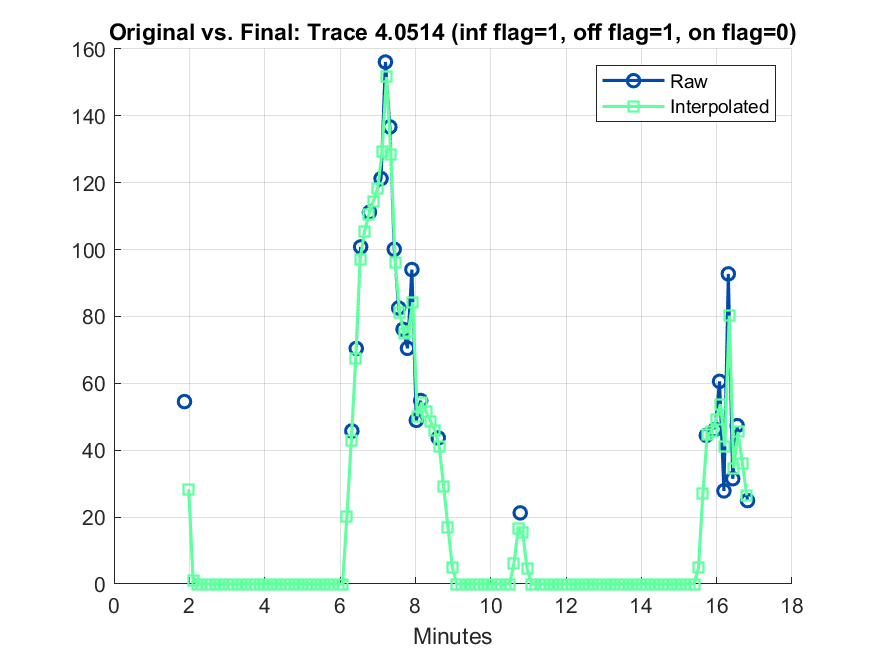 Original vs. Final: Trace 4.0514 (inf flag=1, off flag=1, on flag=0)
160
140
120
100
80
60
40
20
0
Raw
Interpolated
0 2 4 6 8 10 12 14 16 18
Minutes